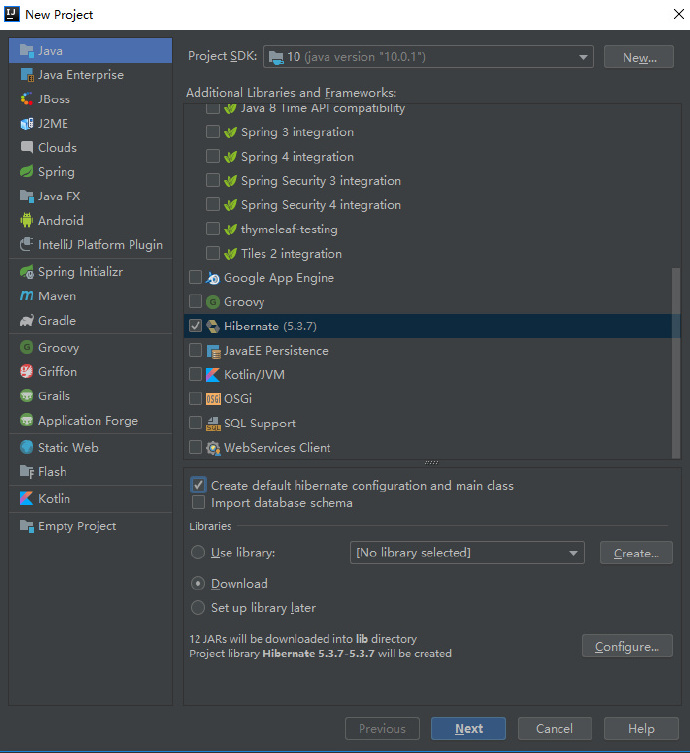 New Project
Java
Java Enterprise
JBoss
J2ME
Clouds
Spring
Java FX
Android
IntelliJ Platform Plugin
Spring Initializr
Maven
Gradle
Groovy
Griffon
Grails
Application Forge
Static Web
Flash
Kotlin
Empty Project
Project SDK: 10 (java version "10.0.1") New...
Additional Libraries and Frameworks:
Java 8 Time API compatibility
Spring 3 integration
Spring 4 integration
Spring Security 3 integration
Spring Security 4 integration
thymeleaf-testing
Tiles 2 integration
Google App Engine
Groovy
Hibernate (5.3.7)
JavaEE Persistence
Kotlin/JVM
OSGi
SQL Support
WebServices Client
Create default hibernate configuration and main class
Import database schema
Libraries
Use library: [No library selected] Create...
Download
Set up library later
12 JARs will be downloaded into lib directory
Project library Hibernate 5.3.7-5.3.7 will be created
Configure...
Previous Next Cancel Help